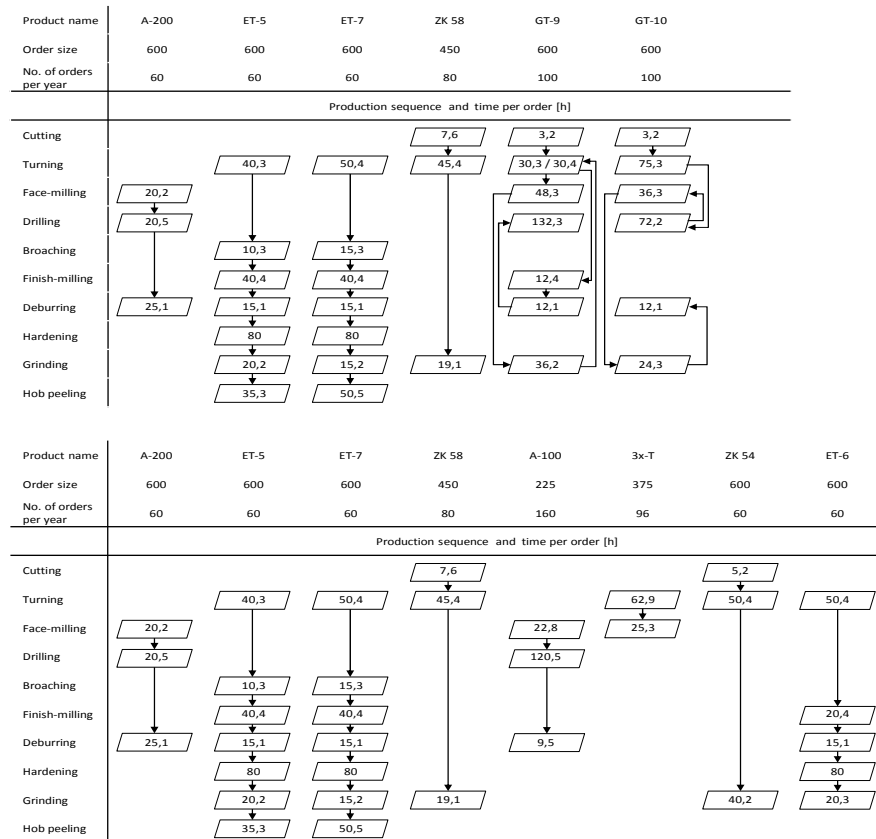 Product name A-200 ET-5 ET-7 ZK 58 GT-9 GT-10
Order size 600 600 600 450 600 600
No. of orders
per year 60 60 60 80 100 100
Production sequence and time per order [h]
Cutting 7,6 3,2 3,2
Turning 40,3 50,4 45,4 30,3 / 30,4 75,3
Face-milling 20,2 48,3 36,3
Drilling 20,5 132,3 72,2
Broaching 10,3 15,3
Finish-milling 40,4 40,4 12,4
Deburring 25,1 15,1 15,1 12,1 12,1
Hardening 80 80
Grinding 20,2 15,2 19,1 36,2 24,3
Hob peeling 35,3 50,5
Product name A-200 ET-5 ET-7 ZK 58 A-100 3x-T ZK 54 ET-6
Order size 600 600 600 450 225 375 600 600
No. of orders
per year 60 60 60 80 160 96 60 60
Production sequence and time per order [h]
Cutting 7,6 5,2
Turning 40,3 50,4 45,4 62,9 50,4 50,4
Face-milling 20,2 22,8 25,3
Drilling 20,5 120,5
Broaching 10,3 15,3
Finish-milling 40,4 40,4 20,4
Deburring 25,1 15,1 15,1 9,5 15,1
Hardening 80 80 80
Grinding 20,2 15,2 19,1 40,2 20,3
Hob peeling 35,3 50,5